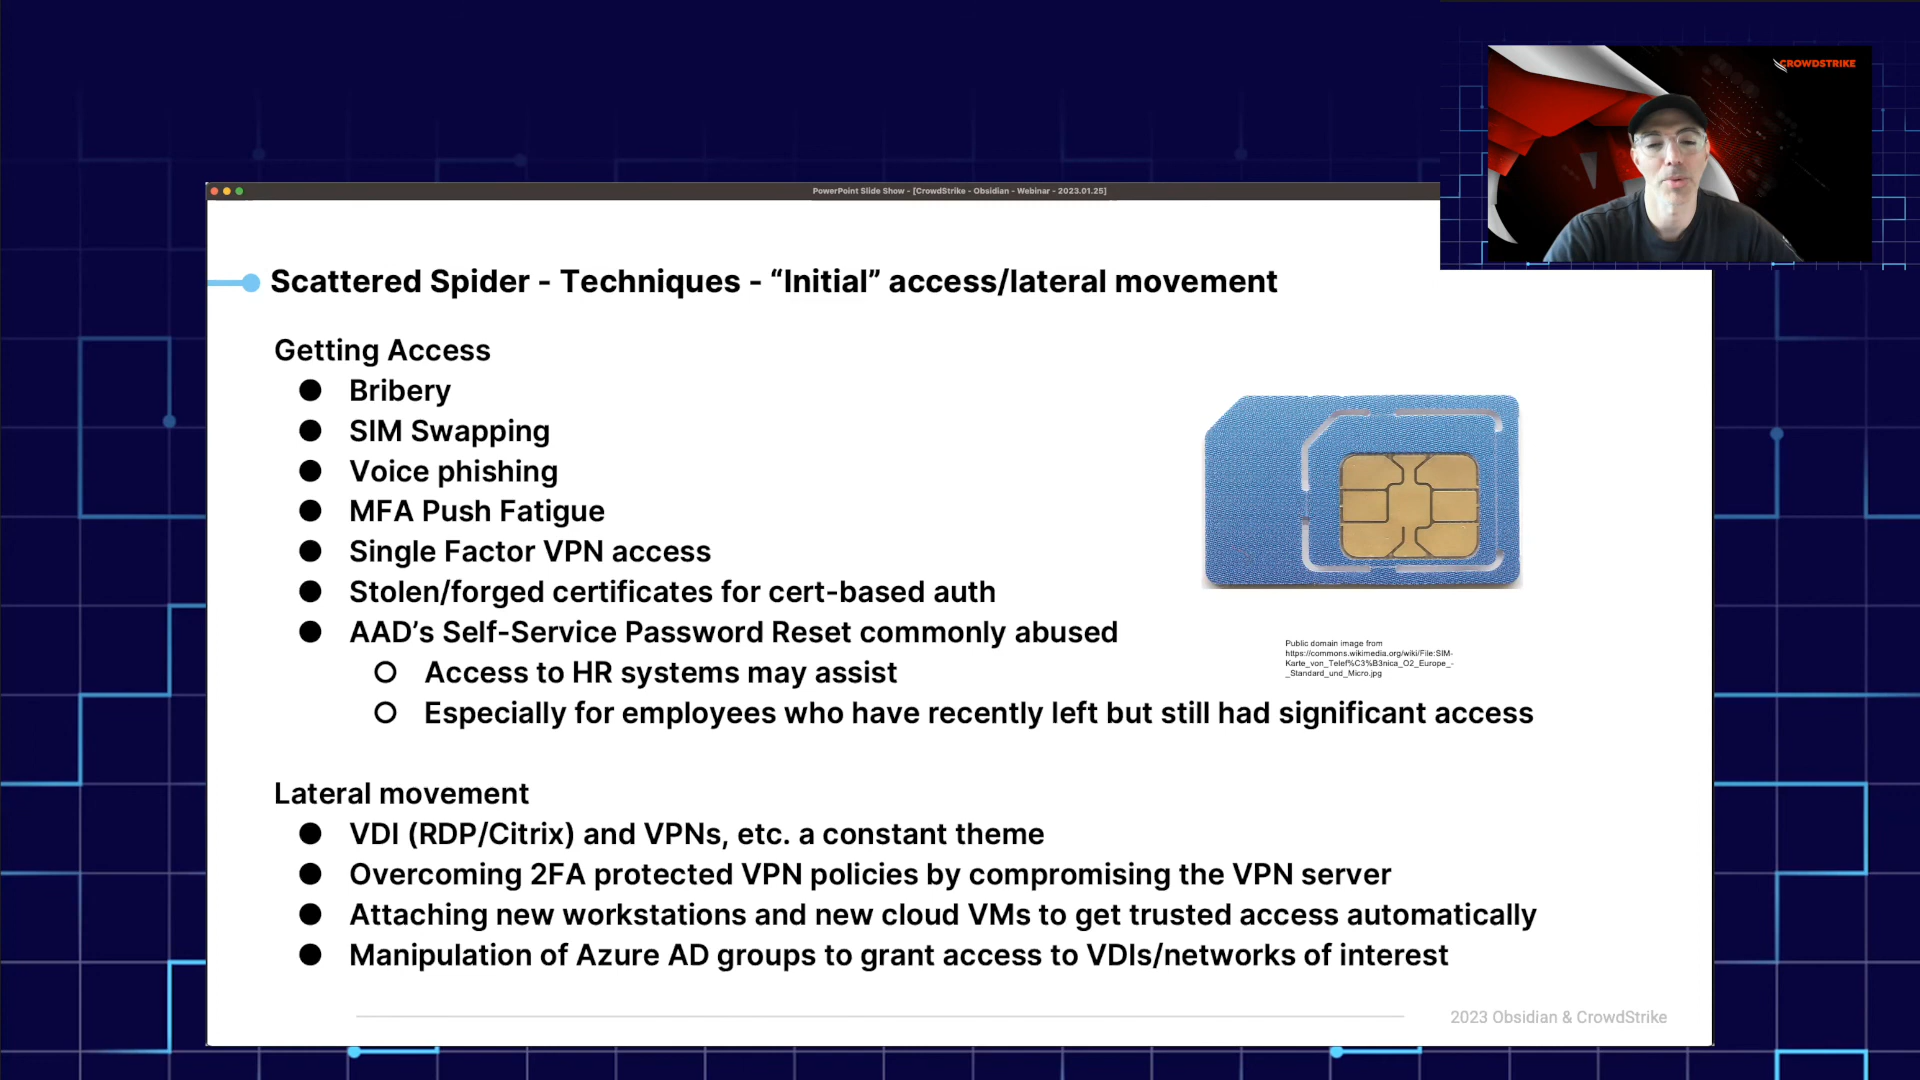 CROWDSTRIKE
PowerPoint Slide Show - [CrowdStrike - Obsidian - Webinar - 2023.01.25]
Scattered Spider - Techniques - “Initial” access/lateral movement
Getting Access
● Bribery
● SIM Swapping
● Voice phishing
● MFA Push Fatigue
● Single Factor VPN access
● Stolen/forged certificates for cert-based auth
● AAD’s Self-Service Password Reset commonly abused
○ Access to HR systems may assist
○ Especially for employees who have recently left but still had significant access
Public domain image from
https://commons.wikimedia.org/wiki/File:SIM-
Karte_von_Telef%C3%B3nica_O2_Europe_-
_Standard_und_Micro.jpg
Lateral movement
● VDI (RDP/Citrix) and VPNs, etc. a constant theme
● Overcoming 2FA protected VPN policies by compromising the VPN server
● Attaching new workstations and new cloud VMs to get trusted access automatically
● Manipulation of Azure AD groups to grant access to VDIs/networks of interest
2023 Obsidian & CrowdStrike